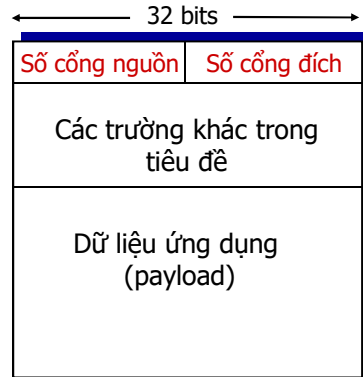 32 bits
Số cổng nguồn Số cổng đích
Các trường khác trong
tiêu đề
Dữ liệu ứng dụng
(payload)